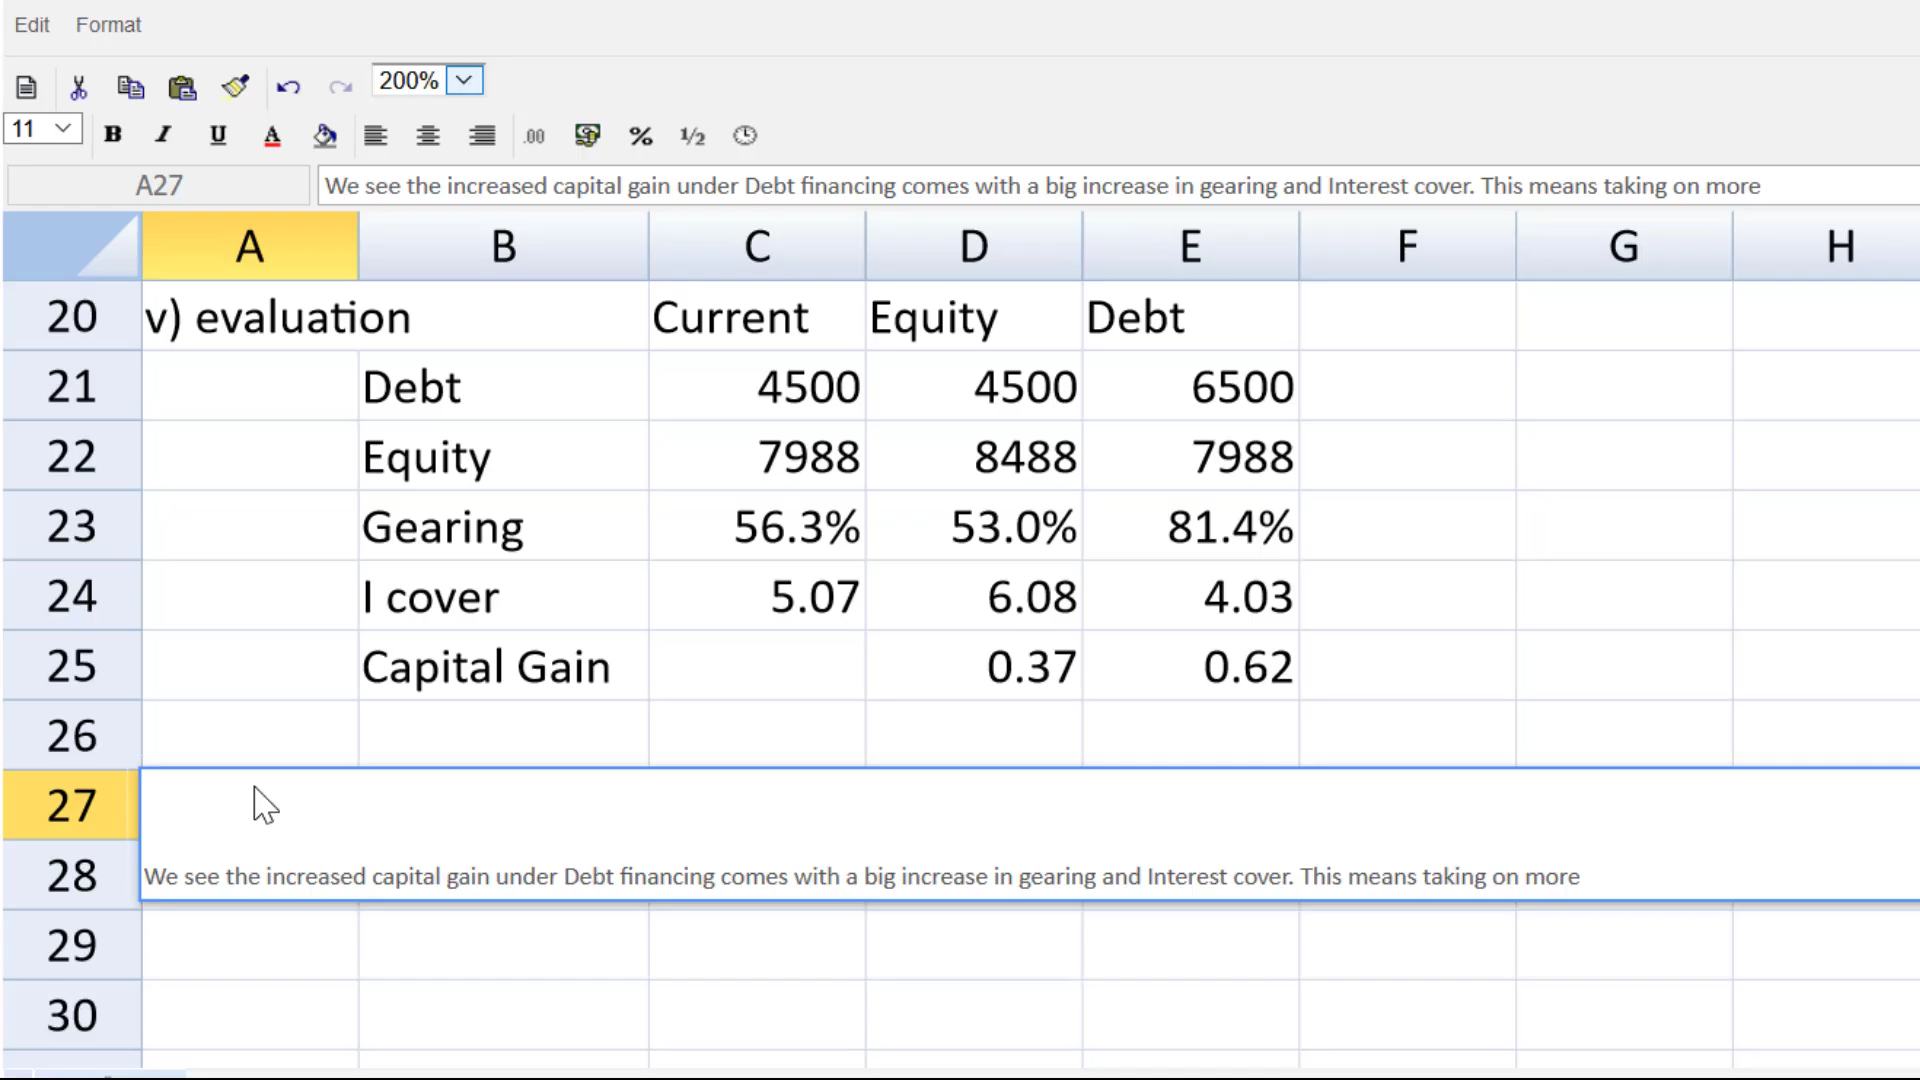 Edit Format
200%
11 B I U A .00 % 1/2
A27 We see the increased capital gain under Debt financing comes with a big increase in gearing and Interest cover. This means taking on more
A B C D E F G H
20 v) evaluation Current Equity Debt
21 Debt 4500 4500 6500
22 Equity 7988 8488 7988
23 Gearing 56.3% 53.0% 81.4%
24 I cover 5.07 6.08 4.03
25 Capital Gain 0.37 0.62
26
27
28 We see the increased capital gain under Debt financing comes with a big increase in gearing and Interest cover. This means taking on more
29
30